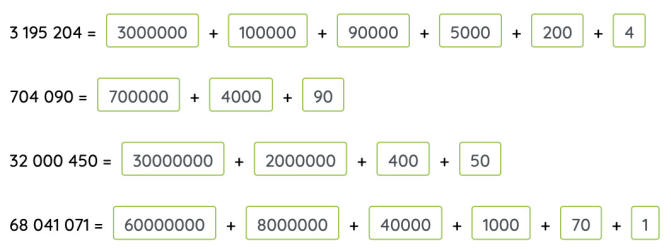 3 195 204 = 3000000 + 100000 + 90000 + 5000 + 200 + 4
704 090 = 700000 + 4000 + 90
32 000 450 = 30000000 + 2000000 + 400 + 50
68 041 071 = 60000000 + 8000000 + 40000 + 1000 + 70 + 1